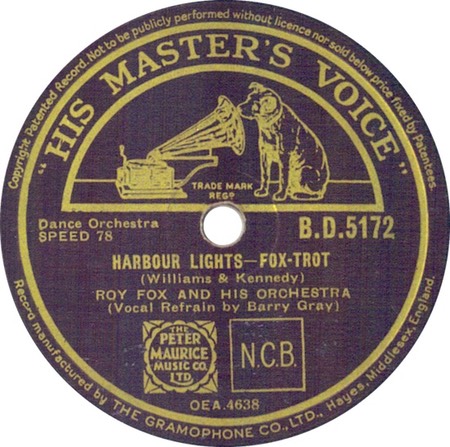 Copyright Patented Record. Not to be publicly performed without licence nor sold below price fixed by Patentees.
"HIS MASTER'S VOICE"
TRADE MARK
REGD
Dance Orchestra
SPEED 78
B.D.5172
HARBOUR LIGHTS—FOX-TROT
(Williams & Kennedy)
ROY FOX AND HIS ORCHESTRA
(Vocal Refrain by Barry Gray)
THE
PETER
MAURICE
MUSIC CO.
LTD.
N.C.B.
OEA.4638
Record manufactured by THE GRAMOPHONE CO., LTD., Hayes, Middlesex, England.